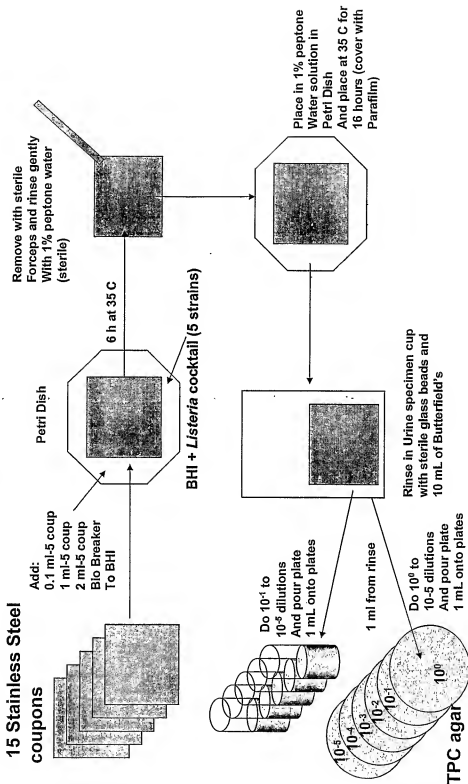 15 Stainless Steel
coupons
Add:
0.1 ml-5 coup
1 ml-5 coup
2 ml-5 coup
Bio Breaker
To BHI
Petri Dish
BHI + Listeria cocktail (5 strains)
6 h at 35 C
Remove with sterile
Forceps and rinse gently
With 1% peptone water
(sterile)
Place in 1% peptone
Water solution in
Petri Dish
And place at 35 C for
16 hours (cover with
Parafilm)
Rinse in Urine specimen cup
with sterile glass beads and
10 mL of Butterfield's
Do 10-1 to
10-5 dilutions
And pour plate
1 mL onto plates
1 ml from rinse
Do 10⁰ to
10-5 dilutions
And pour plate
1 mL onto plates
10-5
10-4
10-3
10-2
10-1
10⁰
TPC agar